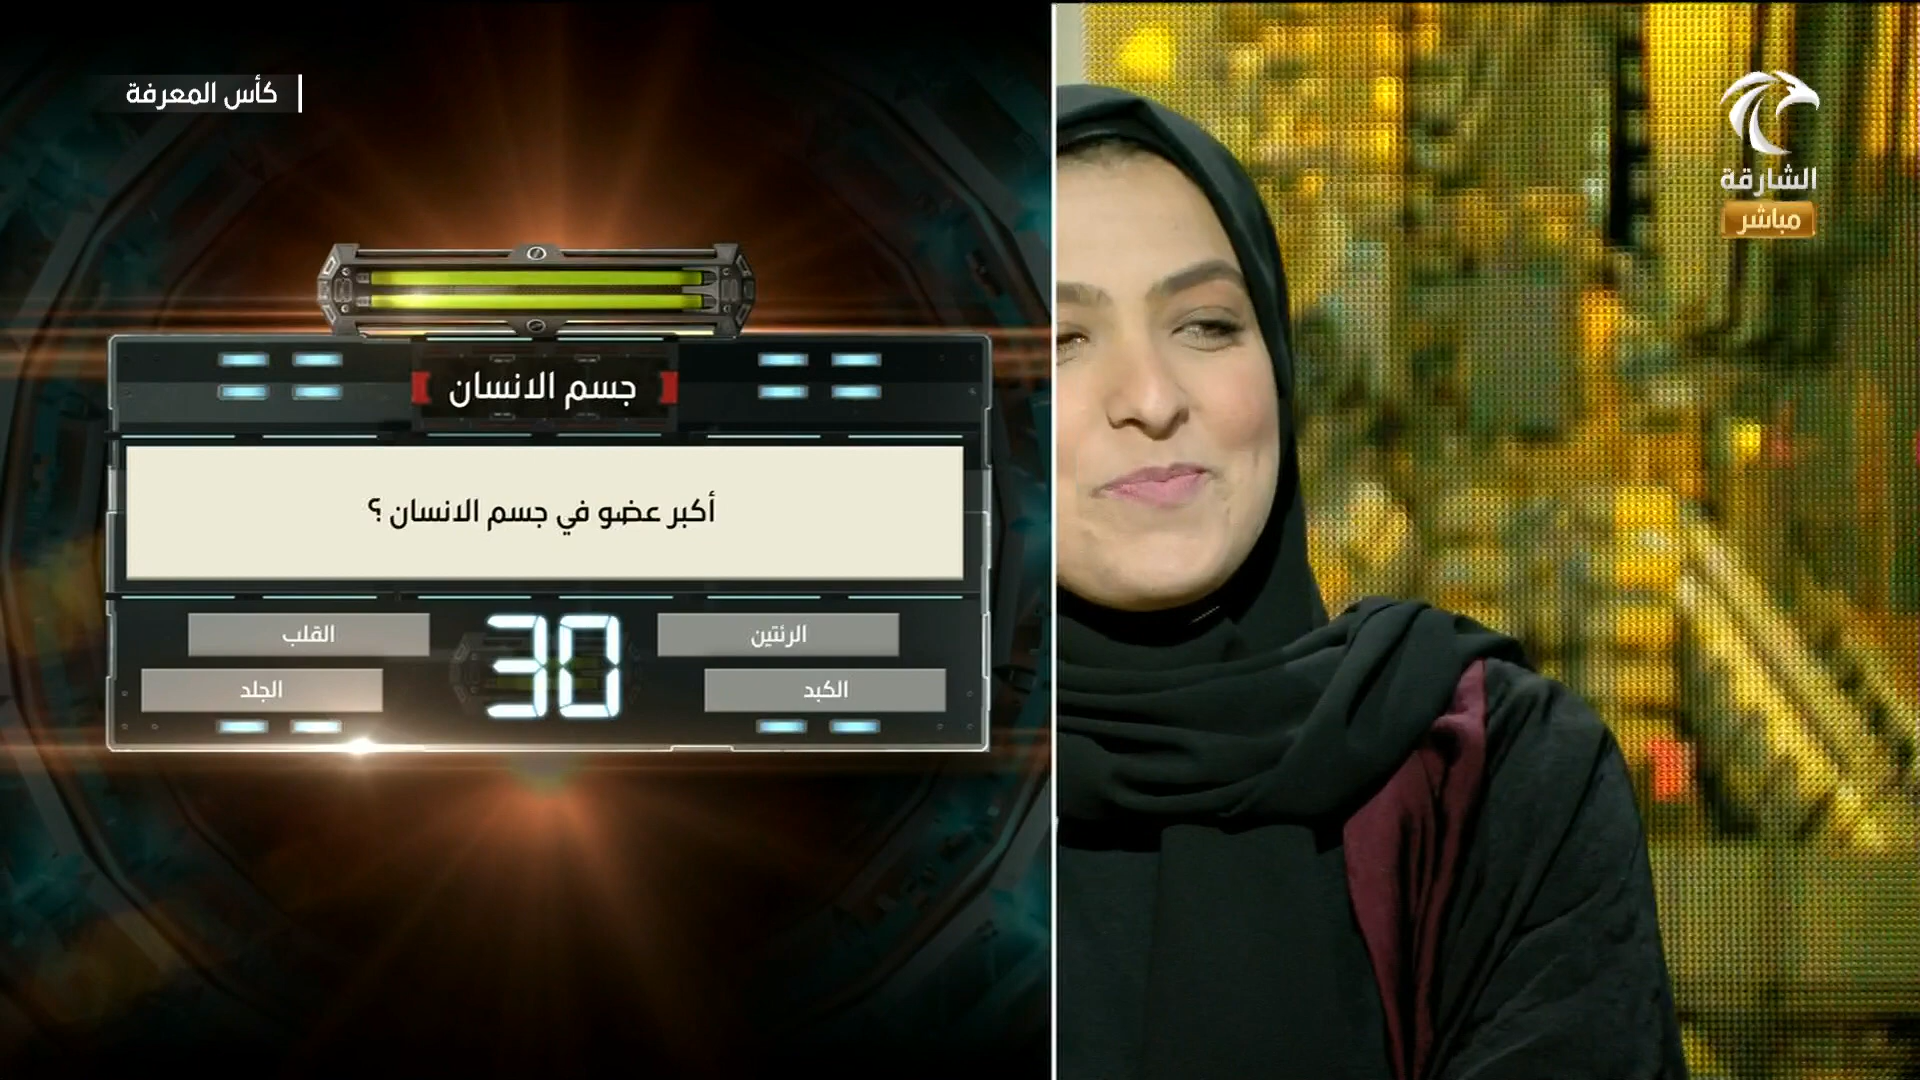 كأس المعرفة
الشارقة
مباشر
جسم الانسان
أكبر عضو في جسم الانسان ؟
الرئتين
القلب
30
الكبد
الجلد